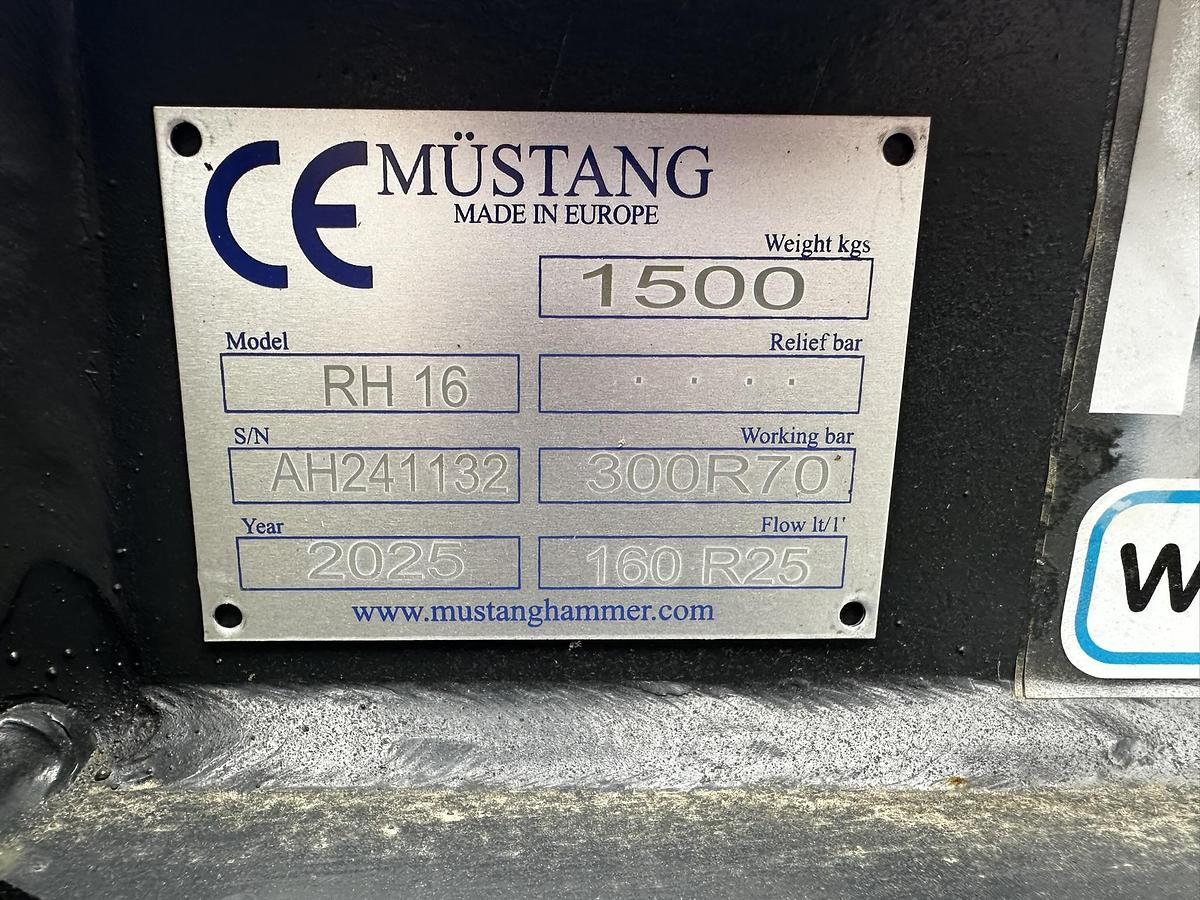 CE MÜSTANG
MADE IN EUROPE
Weight kgs
1500
Model
RH 16
Relief bar
. . . .
S/N
AH241132
Working bar
300R70
Year
2025
Flow lt/1'
160 R25
www.mustanghammer.com
W